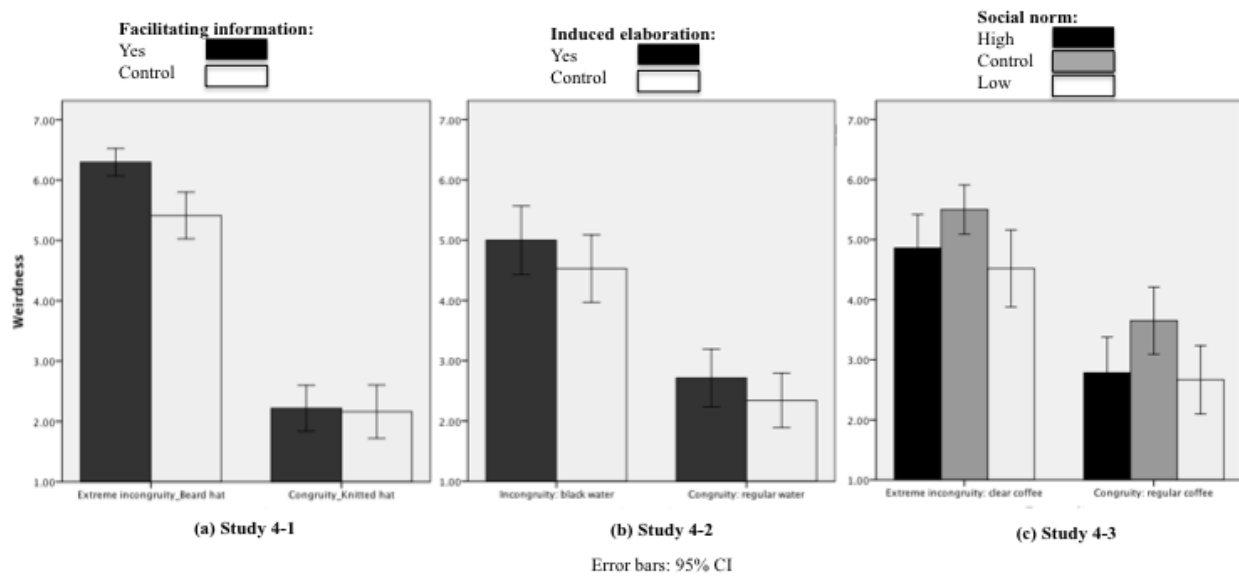 Facilitating information:
Yes
Control
Induced elaboration:
Yes
Control
Social norm:
High
Control
Low
Weirdness
7.00
6.00
5.00
4.00
3.00
2.00
1.00
Extreme incongruity_Beard hat
Congruity_Knitted hat
(a) Study 4-1
7.00
6.00
5.00
4.00
3.00
2.00
1.00
Incongruity: black water
Congruity: regular water
(b) Study 4-2
7.00
6.00
5.00
4.00
3.00
2.00
1.00
Extreme incongruity: clear coffee
Congruity: regular coffee
(c) Study 4-3
Error bars: 95% CI